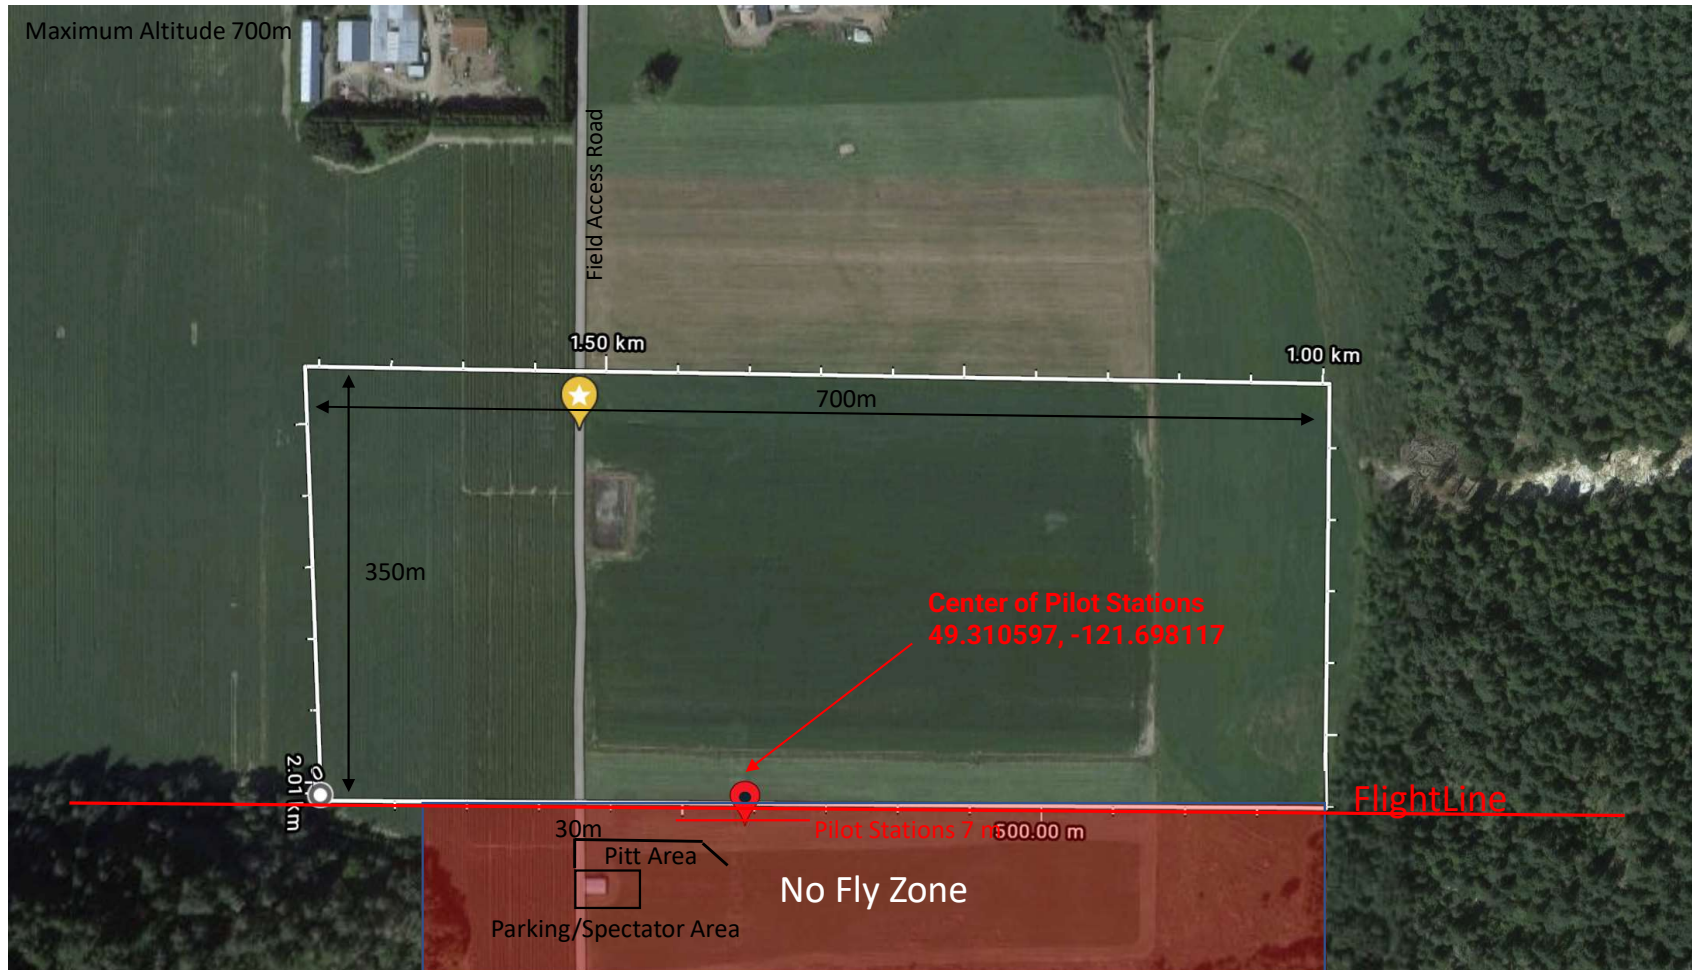 Maximum Altitude 700m
Field Access Road
1.50 km
1.00 km
700m
350m
Center of Pilot Stations
49.310597, -121.698117
2.01 km
0
FlightLine
30m
Pilot Stations 7 m
500.00 m
Pitt Area
No Fly Zone
Parking/Spectator Area